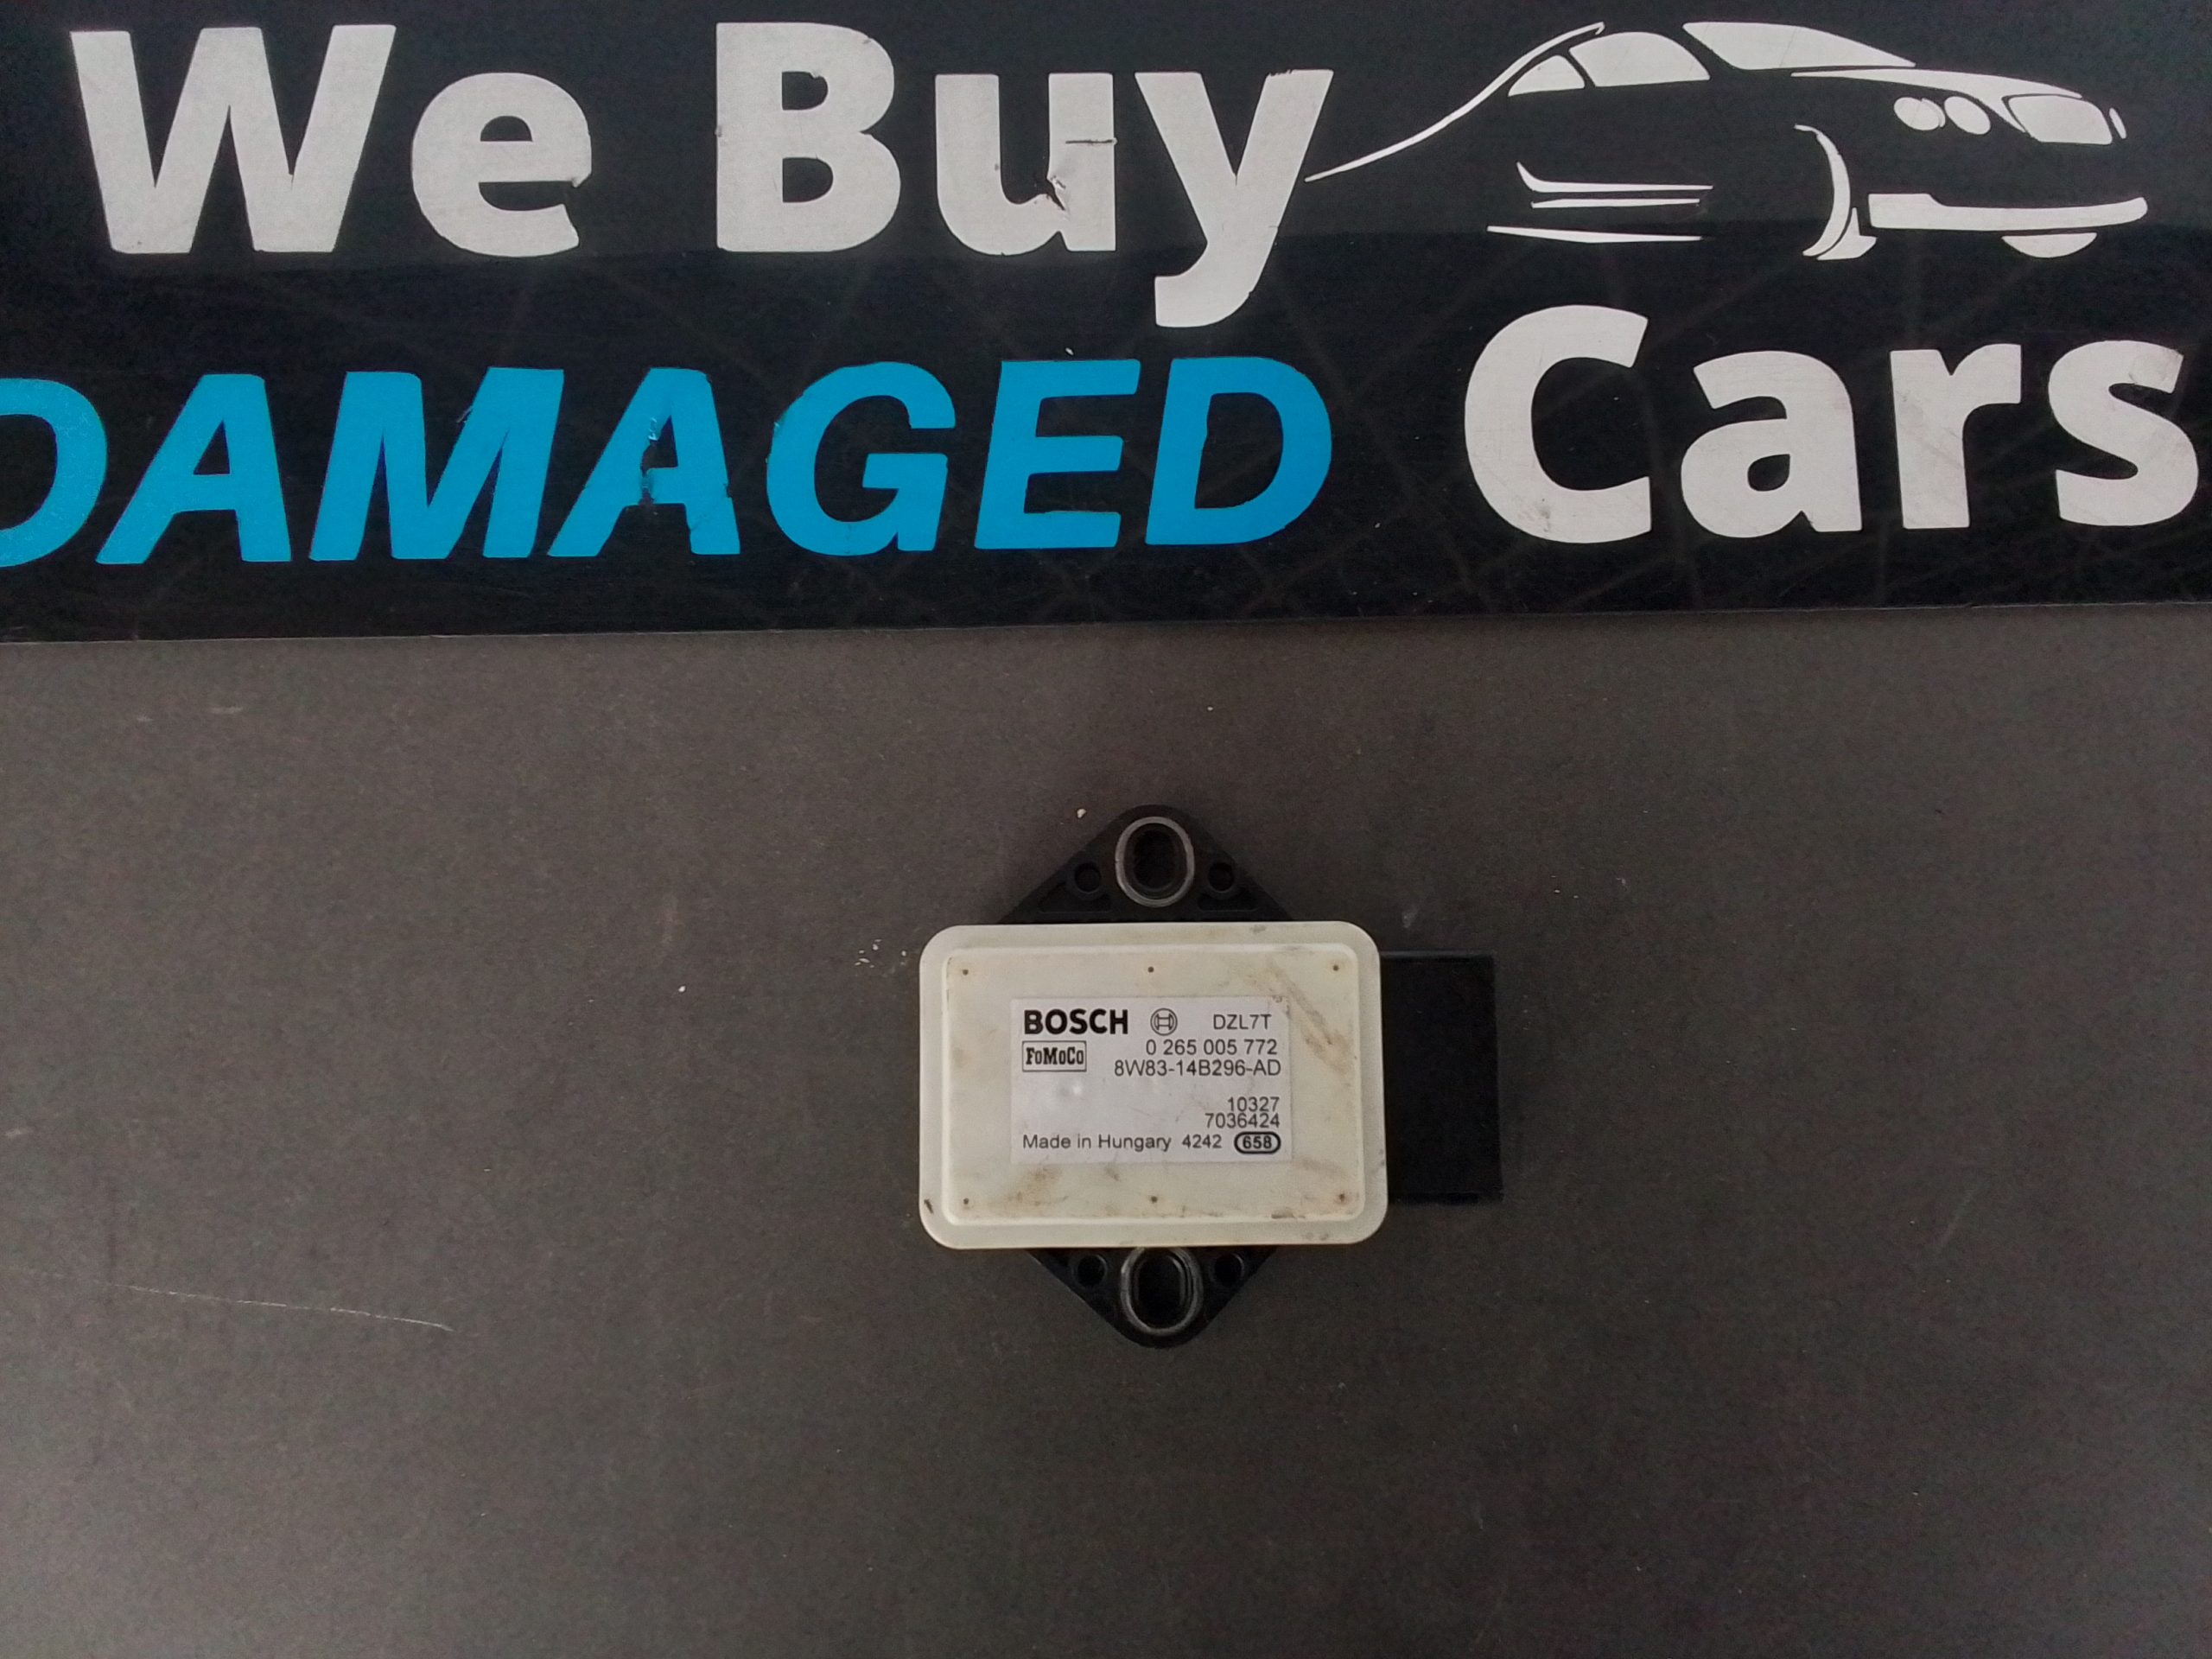 We Buy
DAMAGED Cars
BOSCH DZL7T
FoMoCo 0 265 005 772
8W83-14B296-AD
10327
7036424
Made in Hungary 4242 658